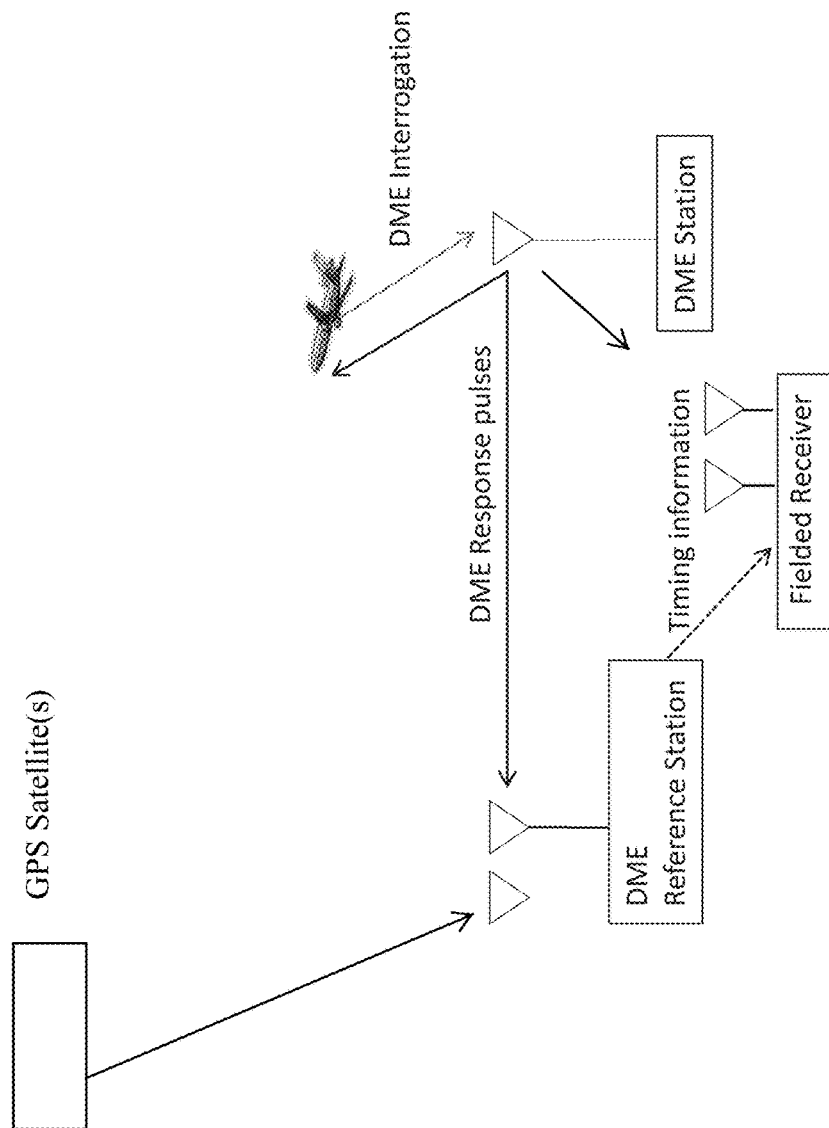 GPS Satellite(s)
DME Interrogation
DME Response pulses
DME Station
Timing information
DME
Reference Station
Fielded Receiver